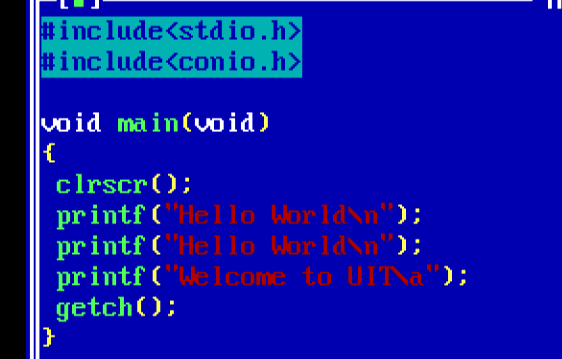 #include<stdio.h>
#include<conio.h>
void main(void)
{
clrscr();
printf("Hello World\n");
printf("Hello World\n");
printf("Welcome to UIT\a");
getch();
}